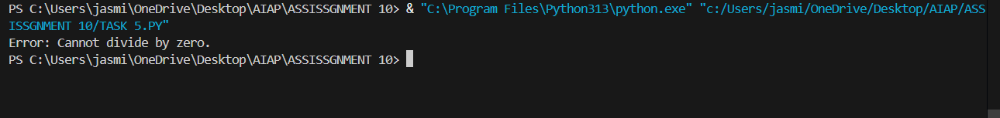 PS C:\Users\jasmi\OneDrive\Desktop\AIAP\ASSISSGNMENT 10> & "C:\Program Files\Python313\python.exe" "c:/Users/jasmi/OneDrive/Desktop/AIAP/ASS
ISSGNMENT 10/TASK 5.PY"
Error: Cannot divide by zero.
PS C:\Users\jasmi\OneDrive\Desktop\AIAP\ASSISSGNMENT 10>